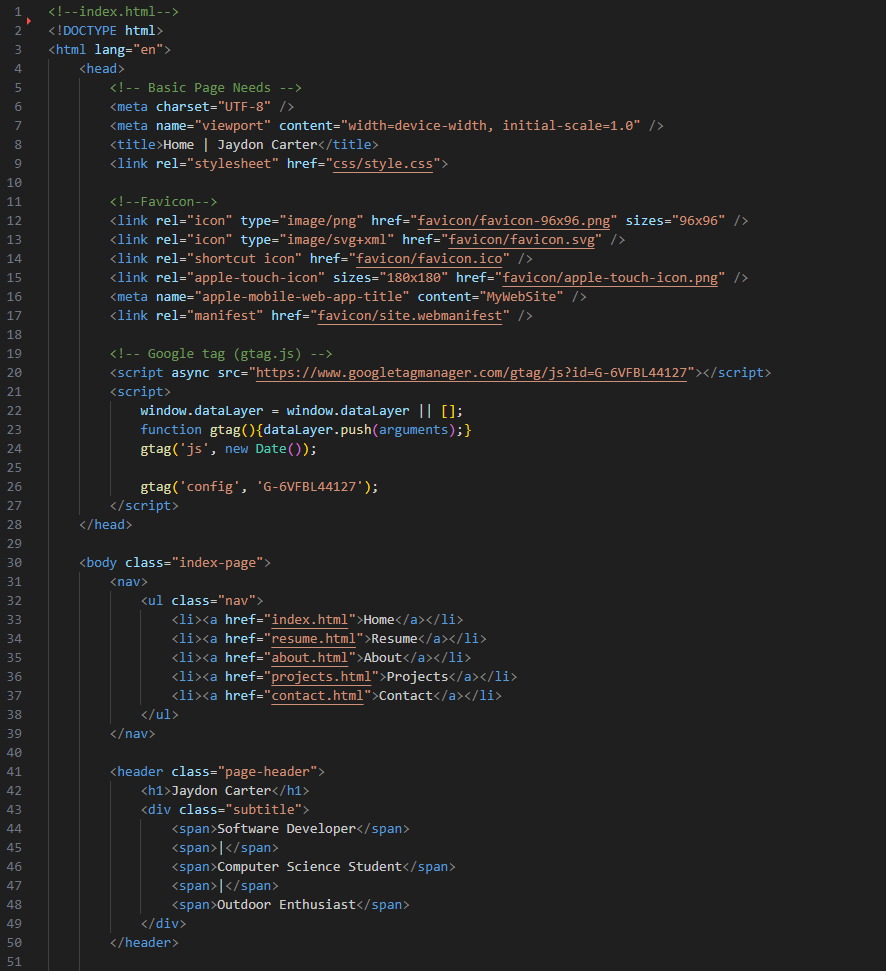 1 <!--index.html-->
2 <!DOCTYPE html>
3 <html lang="en">
4     <head>
5         <!-- Basic Page Needs -->
6         <meta charset="UTF-8" />
7         <meta name="viewport" content="width=device-width, initial-scale=1.0" />
8         <title>Home | Jaydon Carter</title>
9         <link rel="stylesheet" href="css/style.css">
10
11         <!--Favicon-->
12         <link rel="icon" type="image/png" href="favicon/favicon-96x96.png" sizes="96x96" />
13         <link rel="icon" type="image/svg+xml" href="favicon/favicon.svg" />
14         <link rel="shortcut icon" href="favicon/favicon.ico" />
15         <link rel="apple-touch-icon" sizes="180x180" href="favicon/apple-touch-icon.png" />
16         <meta name="apple-mobile-web-app-title" content="MyWebSite" />
17         <link rel="manifest" href="favicon/site.webmanifest" />
18
19         <!-- Google tag (gtag.js) -->
20         <script async src="https://www.googletagmanager.com/gtag/js?id=G-6VFBL44127"></script>
21         <script>
22             window.dataLayer = window.dataLayer || [];
23             function gtag(){dataLayer.push(arguments);}
24             gtag('js', new Date());
25
26             gtag('config', 'G-6VFBL44127');
27         </script>
28     </head>
29
30     <body class="index-page">
31         <nav>
32             <ul class="nav">
33                 <li><a href="index.html">Home</a></li>
34                 <li><a href="resume.html">Resume</a></li>
35                 <li><a href="about.html">About</a></li>
36                 <li><a href="projects.html">Projects</a></li>
37                 <li><a href="contact.html">Contact</a></li>
38             </ul>
39         </nav>
40
41         <header class="page-header">
42             <h1>Jaydon Carter</h1>
43             <div class="subtitle">
44                 <span>Software Developer</span>
45                 <span>|</span>
46                 <span>Computer Science Student</span>
47                 <span>|</span>
48                 <span>Outdoor Enthusiast</span>
49             </div>
50         </header>
51